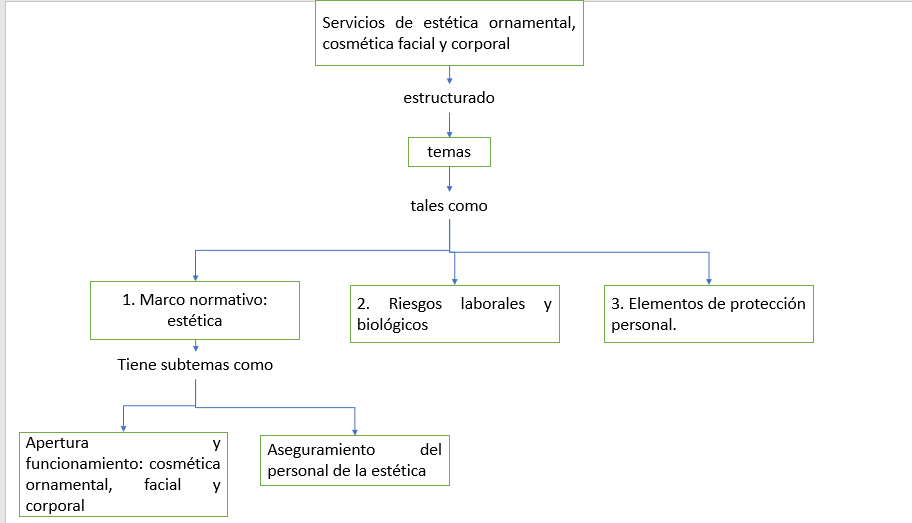 Servicios de estética ornamental,
cosmética facial y corporal
estructurado
temas
tales como
1. Marco normativo:
estética
2. Riesgos laborales y
biológicos
3. Elementos de protección
personal.
Tiene subtemas como
Apertura y
funcionamiento: cosmética
ornamental, facial y
corporal
Aseguramiento del
personal de la estética